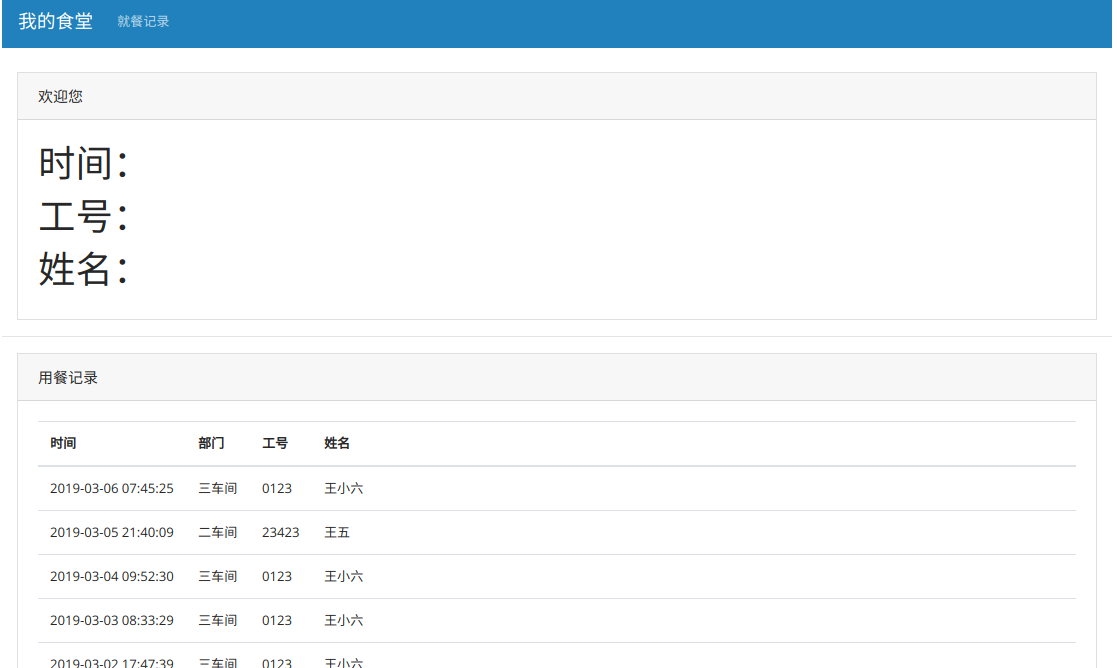 我的食堂 就餐记录
欢迎您
时间：
工号：
姓名：
用餐记录
时间 部门 工号 姓名
2019-03-06 07:45:25 三车间 0123 王小六
2019-03-05 21:40:09 二车间 23423 王五
2019-03-04 09:52:30 三车间 0123 王小六
2019-03-03 08:33:29 三车间 0123 王小六
2019-03-02 17:47:39 三车间 0123 王小六